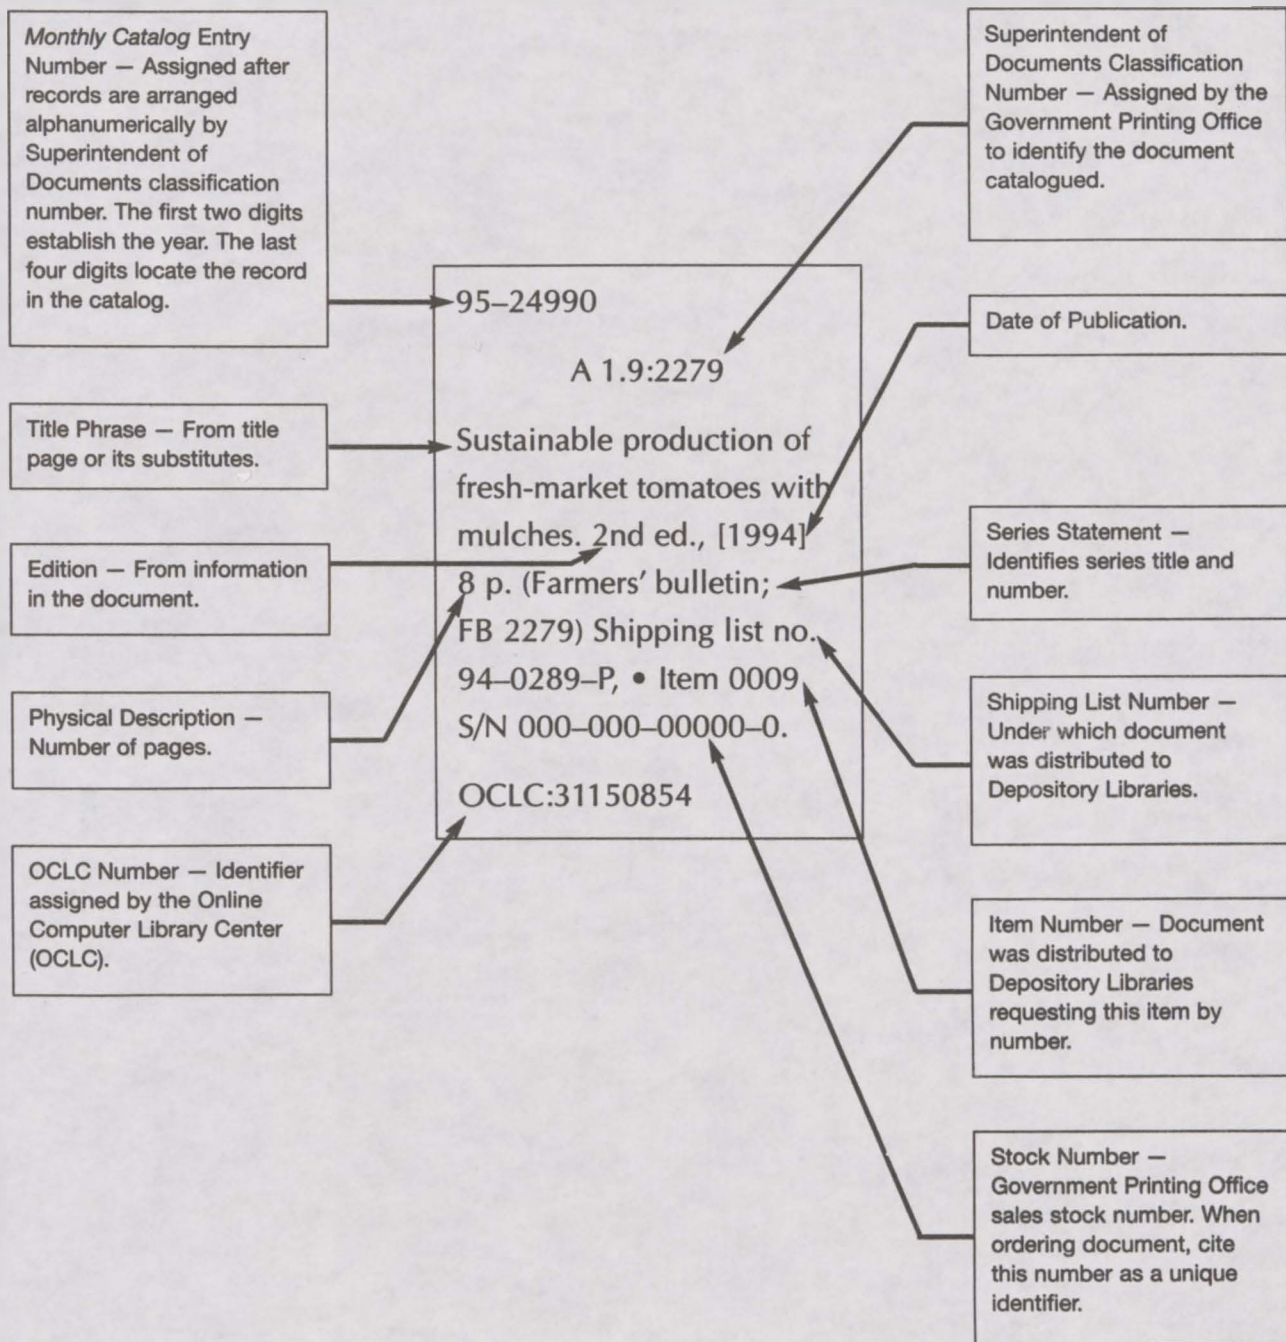 Monthly Catalog Entry
Number — Assigned after
records are arranged
alphanumerically by
Superintendent of
Documents classification
number. The first two digits
establish the year. The last
four digits locate the record
in the catalog.
Title Phrase — From title
page or its substitutes.
Edition — From information
in the document.
Physical Description —
Number of pages.
OCLC Number — Identifier
assigned by the Online
Computer Library Center
(OCLC).
95–24990
A 1.9:2279
Sustainable production of
fresh-market tomatoes with
mulches. 2nd ed., [1994]
8 p. (Farmers’ bulletin;
FB 2279) Shipping list no.
94–0289–P, • Item 0009
S/N 000–000–00000–0.
OCLC:31150854
Superintendent of
Documents Classification
Number — Assigned by the
Government Printing Office
to identify the document
catalogued.
Date of Publication.
Series Statement —
Identifies series title and
number.
Shipping List Number —
Under which document
was distributed to
Depository Libraries.
Item Number — Document
was distributed to
Depository Libraries
requesting this item by
number.
Stock Number —
Government Printing Office
sales stock number. When
ordering document, cite
this number as a unique
identifier.